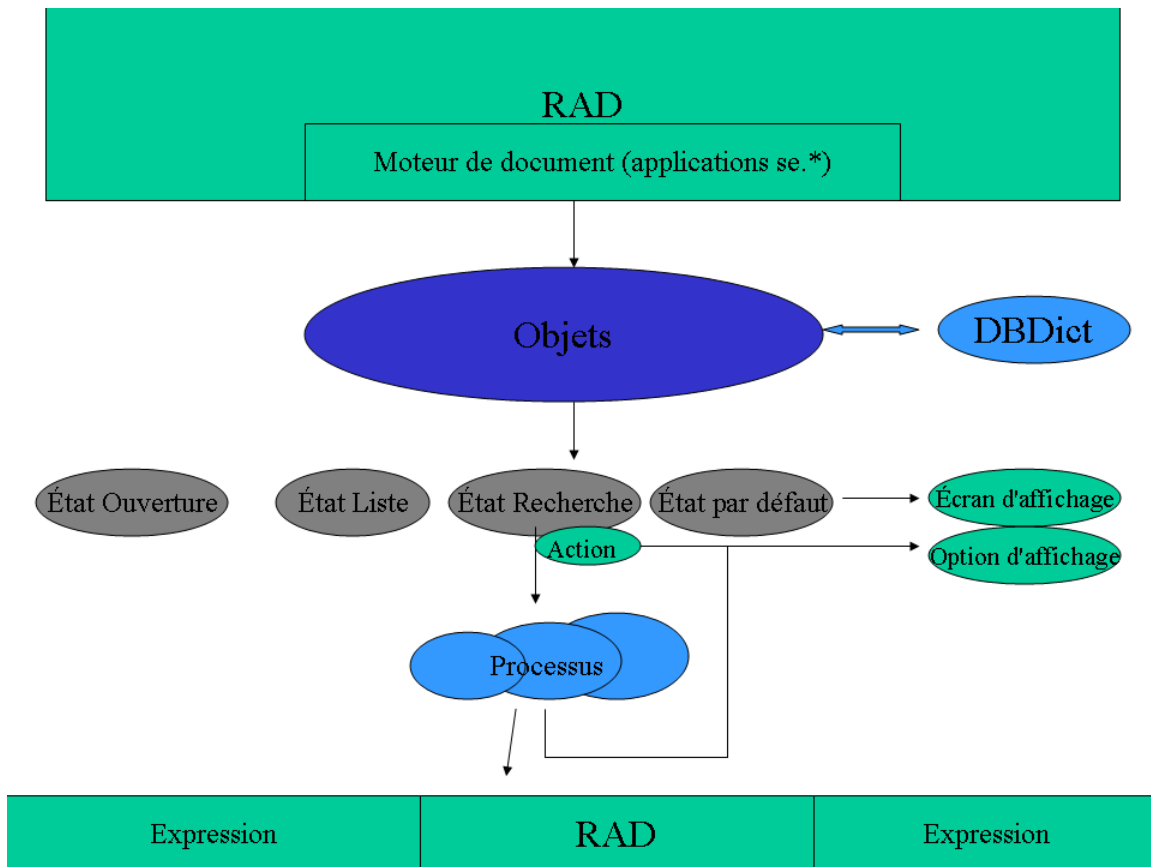 RAD
Moteur de document (applications se.*)
Objets
DBDict
État Ouverture
État Liste
État Recherche
État par défaut
Écran d'affichage
Action
Option d'affichage
Processus
Expression
RAD
Expression